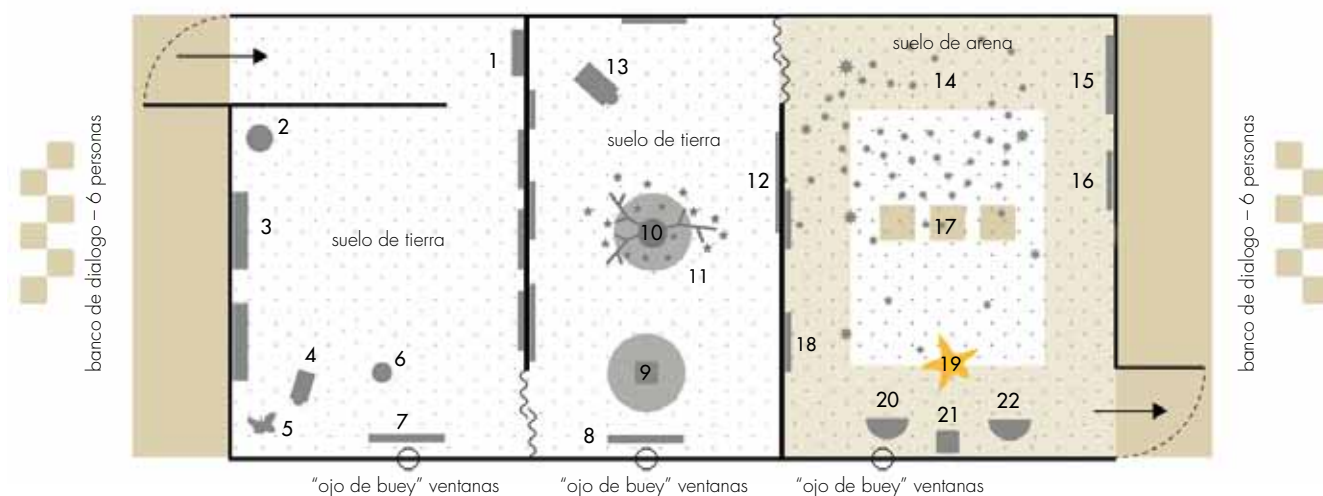 banco de dialogo – 6 personas
1
2
3
suelo de tierra
4
5
6
7
13
suelo de tierra
12
10
11
9
8
suelo de arena
14
15
16
17
18
19
20
21
22
banco de dialogo – 6 personas
"ojo de buey" ventanas
"ojo de buey" ventanas
"ojo de buey" ventanas